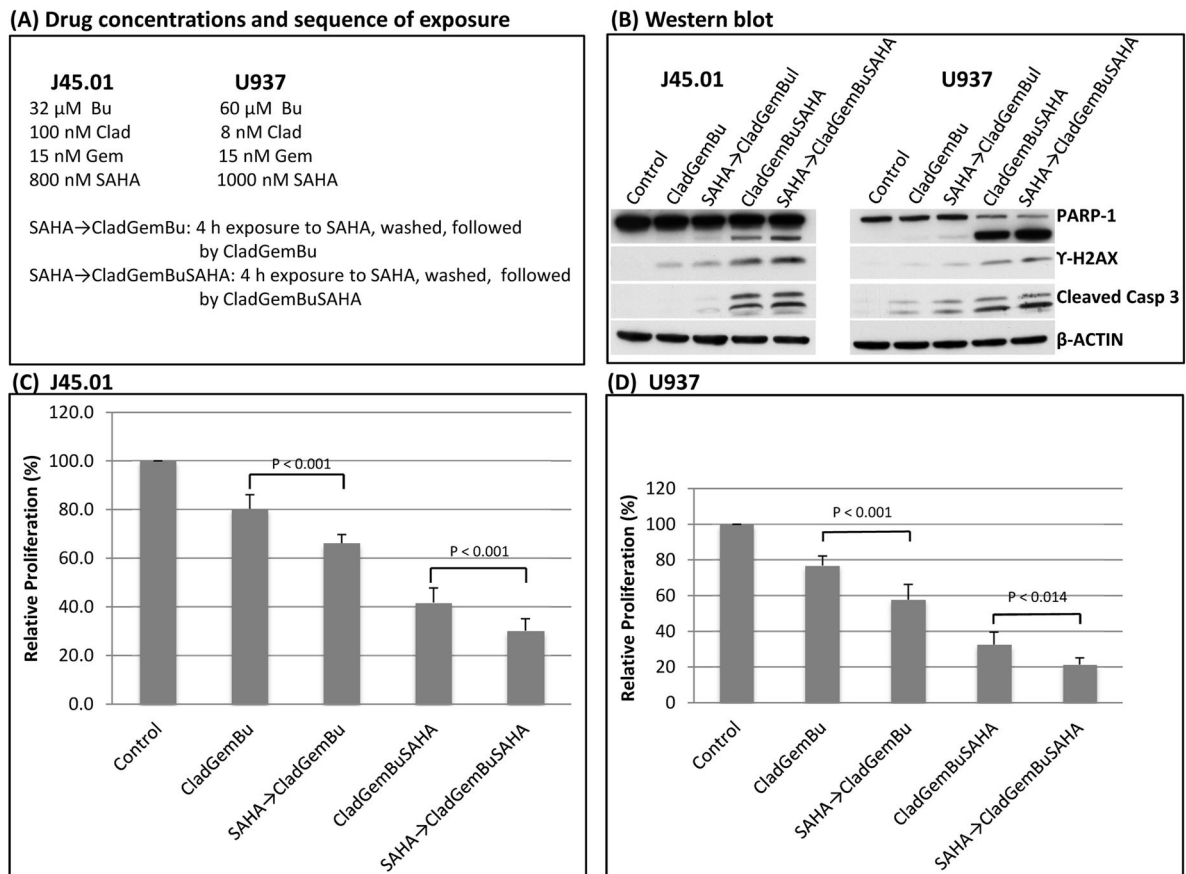 (A) Drug concentrations and sequence of exposure
J45.01 U937
32 μM Bu 60 μM Bu
100 nM Clad 8 nM Clad
15 nM Gem 15 nM Gem
800 nM SAHA 1000 nM SAHA
SAHA→CladGemBu: 4 h exposure to SAHA, washed, followed
by CladGemBu
SAHA→CladGemBuSAHA: 4 h exposure to SAHA, washed, followed
by CladGemBuSAHA
(B) Western blot
J45.01
U937
Control
CladGemBu
SAHA→CladGemBuI
CladGemBuSAHA
SAHA→CladGemBuSAHA
Control
CladGemBu
SAHA→CladGemBuI
CladGemBuSAHA
SAHA→CladGemBuSAHA
PARP-1
ϒ-H2AX
Cleaved Casp 3
β-ACTIN
(C) J45.01
Relative Proliferation (%)
120.0
100.0
80.0
60.0
40.0
20.0
0.0
P < 0.001
P < 0.001
Control
CladGemBu
SAHA→CladGemBu
CladGemBuSAHA
SAHA→CladGemBuSAHA
(D) U937
Relative Proliferation (%)
120
100
80
60
40
20
0
P < 0.001
P < 0.014
Control
CladGemBu
SAHA→CladGemBu
CladGemBuSAHA
SAHA→CladGemBuSAHA